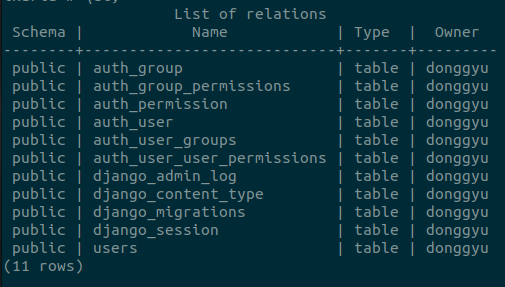 List of relations
Schema | Name | Type | Owner
--------+----------------------------+-------+---------
public | auth_group | table | donggyu
public | auth_group_permissions | table | donggyu
public | auth_permission | table | donggyu
public | auth_user | table | donggyu
public | auth_user_groups | table | donggyu
public | auth_user_user_permissions | table | donggyu
public | django_admin_log | table | donggyu
public | django_content_type | table | donggyu
public | django_migrations | table | donggyu
public | django_session | table | donggyu
public | users | table | donggyu
(11 rows)